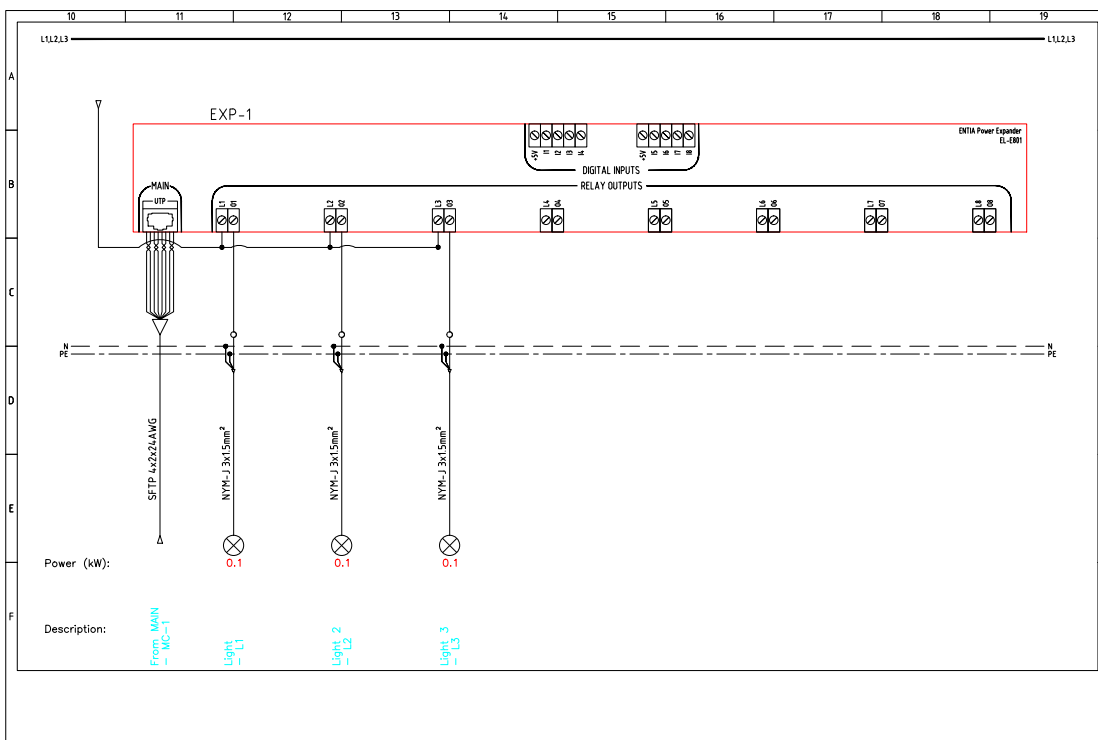 10 11 12 13 14 15 16 17 18 19
L1,L2,L3 L1,L2,L3
A
EXP-1
ENTIA Power Expander
EL-E801
+5V I1 I2 I3 I4 +5V I5 I6 I7 I8
DIGITAL INPUTS
B
MAIN
RELAY OUTPUTS
UTP
L1 O1 L2 O2 L3 O3 L4 O4 L5 O5 L6 O6 L7 O7 L8 O8
C
N N
PE PE
D
SFTP 4x2x24AWG
NYM-J 3x1.5mm²
NYM-J 3x1.5mm²
NYM-J 3x1.5mm²
E
Power (kW): 0.1 0.1 0.1
F
Description:
From MAIN
- MC-1
Light
- L1
Light 2
- L2
Light 3
- L3